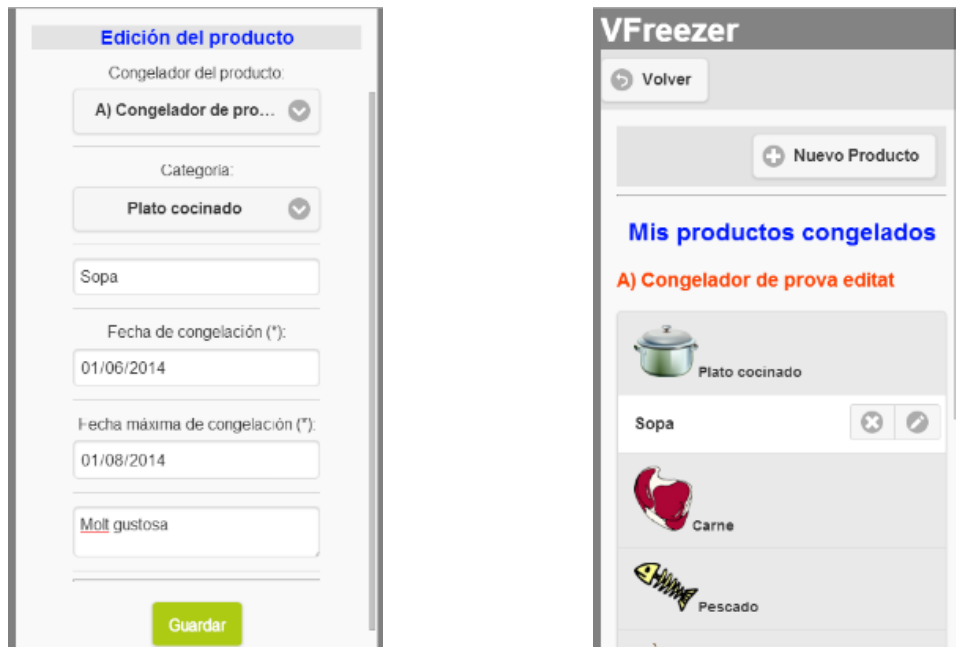 Edición del producto
Congelador del producto:
A) Congelador de pro...
Categoria:
Plato cocinado
Sopa
Fecha de congelación (*):
01/06/2014
Fecha máxima de congelación (*):
01/08/2014
Molt gustosa
Guardar
VFreezer
Volver
Nuevo Producto
Mis productos congelados
A) Congelador de prova editat
Plato cocinado
Sopa
Carne
Pescado